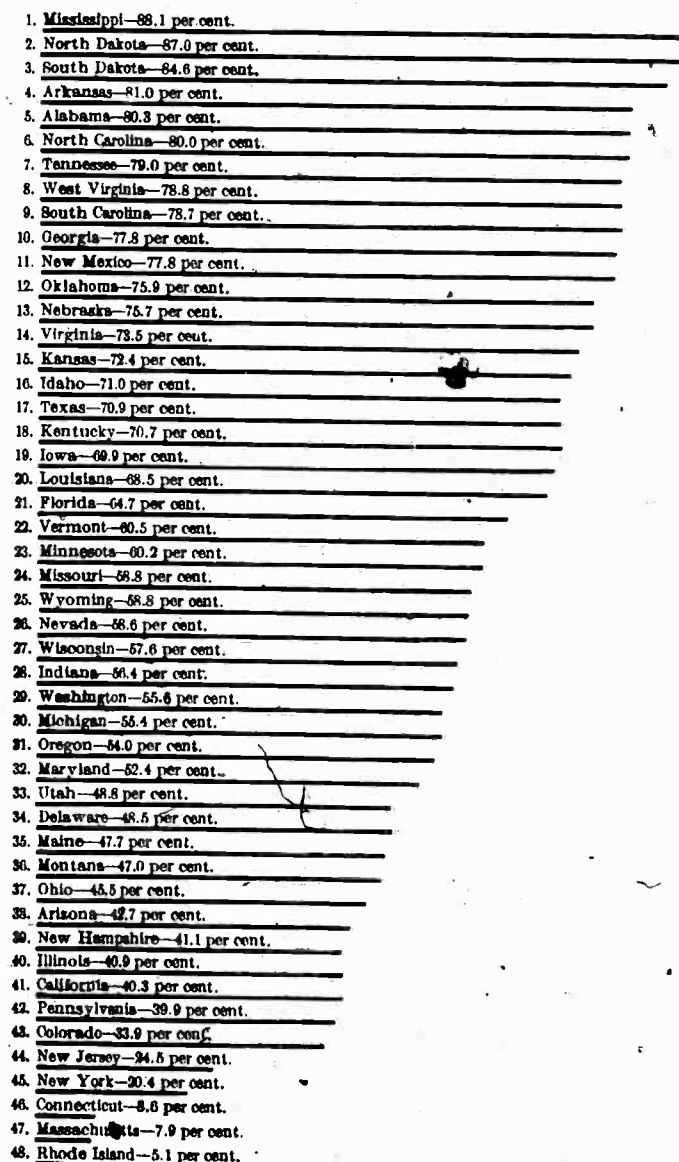 1. Mississippi—88.1 per cent.
2. North Dakota—87.0 per cent.
3. South Dakota—84.6 per cent.
4. Arkansas—81.0 per cent.
5. Alabama—80.3 per cent.
6. North Carolina—80.0 per cent.
7. Tennessee—79.0 per cent.
8. West Virginia—78.8 per cent.
9. South Carolina—78.7 per cent.
10. Georgia—77.8 per cent.
11. New Mexico—77.8 per cent.
12. Oklahoma—75.9 per cent.
13. Nebraska—75.7 per cent.
14. Virginia—73.5 per cent.
15. Kansas—72.4 per cent.
16. Idaho—71.0 per cent.
17. Texas—70.9 per cent.
18. Kentucky—70.7 per cent.
19. Iowa—69.9 per cent.
20. Louisiana—68.5 per cent.
21. Florida—64.7 per cent.
22. Vermont—60.5 per cent.
23. Minnesota—60.2 per cent.
24. Missouri—58.8 per cent.
25. Wyoming—58.8 per cent.
26. Nevada—58.6 per cent.
27. Wisconsin—57.6 per cent.
28. Indiana—56.4 per cent.
29. Washington—55.6 per cent.
30. Michigan—55.4 per cent.
31. Oregon—54.0 per cent.
32. Maryland—52.4 per cent.
33. Utah—48.8 per cent.
34. Delaware—48.5 per cent.
35. Maine—47.7 per cent.
36. Montana—47.0 per cent.
37. Ohio—45.5 per cent.
38. Arizona—42.7 per cent.
39. New Hampshire—41.1 per cent.
40. Illinois—40.9 per cent.
41. California—40.3 per cent.
42. Pennsylvania—39.9 per cent.
43. Colorado—33.9 per cent.
44. New Jersey—24.5 per cent.
45. New York—20.4 per cent.
46. Connecticut—8.6 per cent.
47. Massachusetts—7.9 per cent.
48. Rhode Island—5.1 per cent.